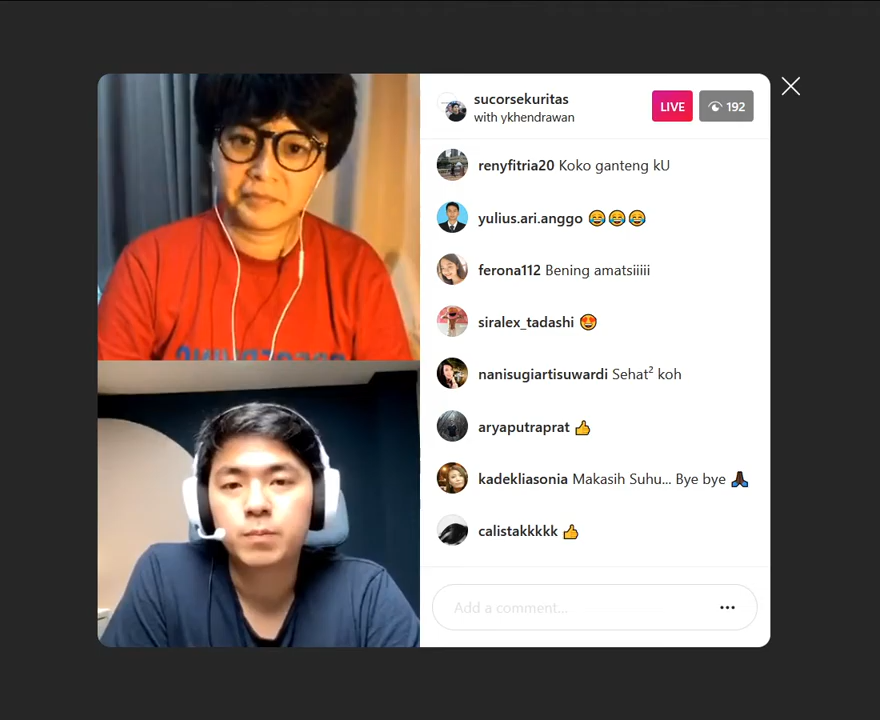 sucorsekuritas
with ykhendrawan
LIVE
192
renyfitria20 Koko ganteng kU
yulius.ari.anggo 😂😂😂
ferona112 Bening amatsiiiii
siralex_tadashi 😍
nanisugiartisuwardi Sehat² koh
aryaputraprat 👍
kadekliasonia Makasih Suhu... Bye bye 🙏🏿
calistakkkkk 👍
Add a comment...